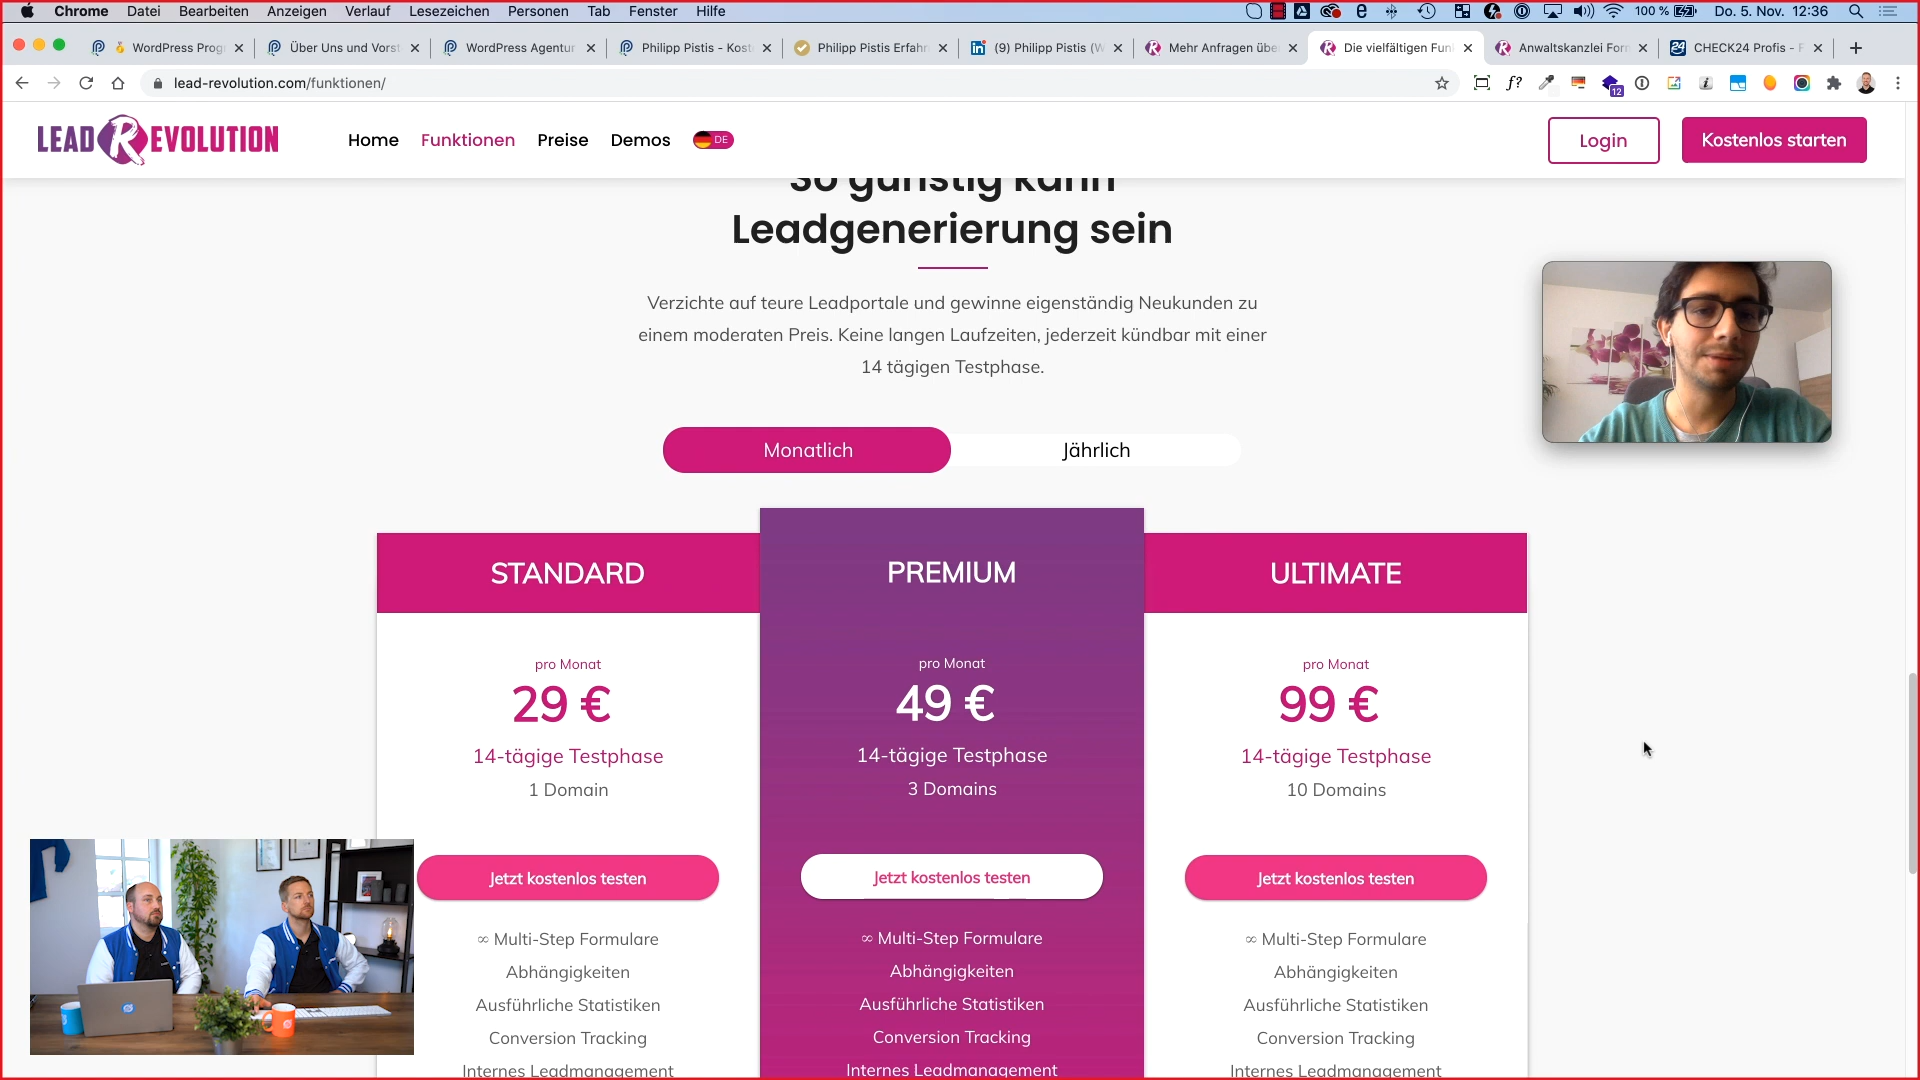 Chrome Datei Bearbeiten Anzeigen Verlauf Lesezeichen Personen Tab Fenster Hilfe
100 % Do. 5. Nov. 12:36
WordPress Prog
Über Uns und Vorst
WordPress Agentur
Philipp Pistis - Kost
Philipp Pistis Erfahr
(9) Philipp Pistis (W
Mehr Anfragen übe
Die vielfältigen Fun
Anwaltskanzlei Forr
CHECK24 Profis - F
lead-revolution.com/funktionen/
12
LEADREVOLUTION
Home Funktionen Preise Demos DE
Login
Kostenlos starten
So günstig kann
Leadgenerierung sein
Verzichte auf teure Leadportale und gewinne eigenständig Neukunden zu
einem moderaten Preis. Keine langen Laufzeiten, jederzeit kündbar mit einer
14 tägigen Testphase.
Monatlich
Jährlich
STANDARD
pro Monat
29 €
14-tägige Testphase
1 Domain
Jetzt kostenlos testen
∞ Multi-Step Formulare
Abhängigkeiten
Ausführliche Statistiken
Conversion Tracking
Internes Leadmanagement
PREMIUM
pro Monat
49 €
14-tägige Testphase
3 Domains
Jetzt kostenlos testen
∞ Multi-Step Formulare
Abhängigkeiten
Ausführliche Statistiken
Conversion Tracking
Internes Leadmanagement
ULTIMATE
pro Monat
99 €
14-tägige Testphase
10 Domains
Jetzt kostenlos testen
∞ Multi-Step Formulare
Abhängigkeiten
Ausführliche Statistiken
Conversion Tracking
Internes Leadmanagement